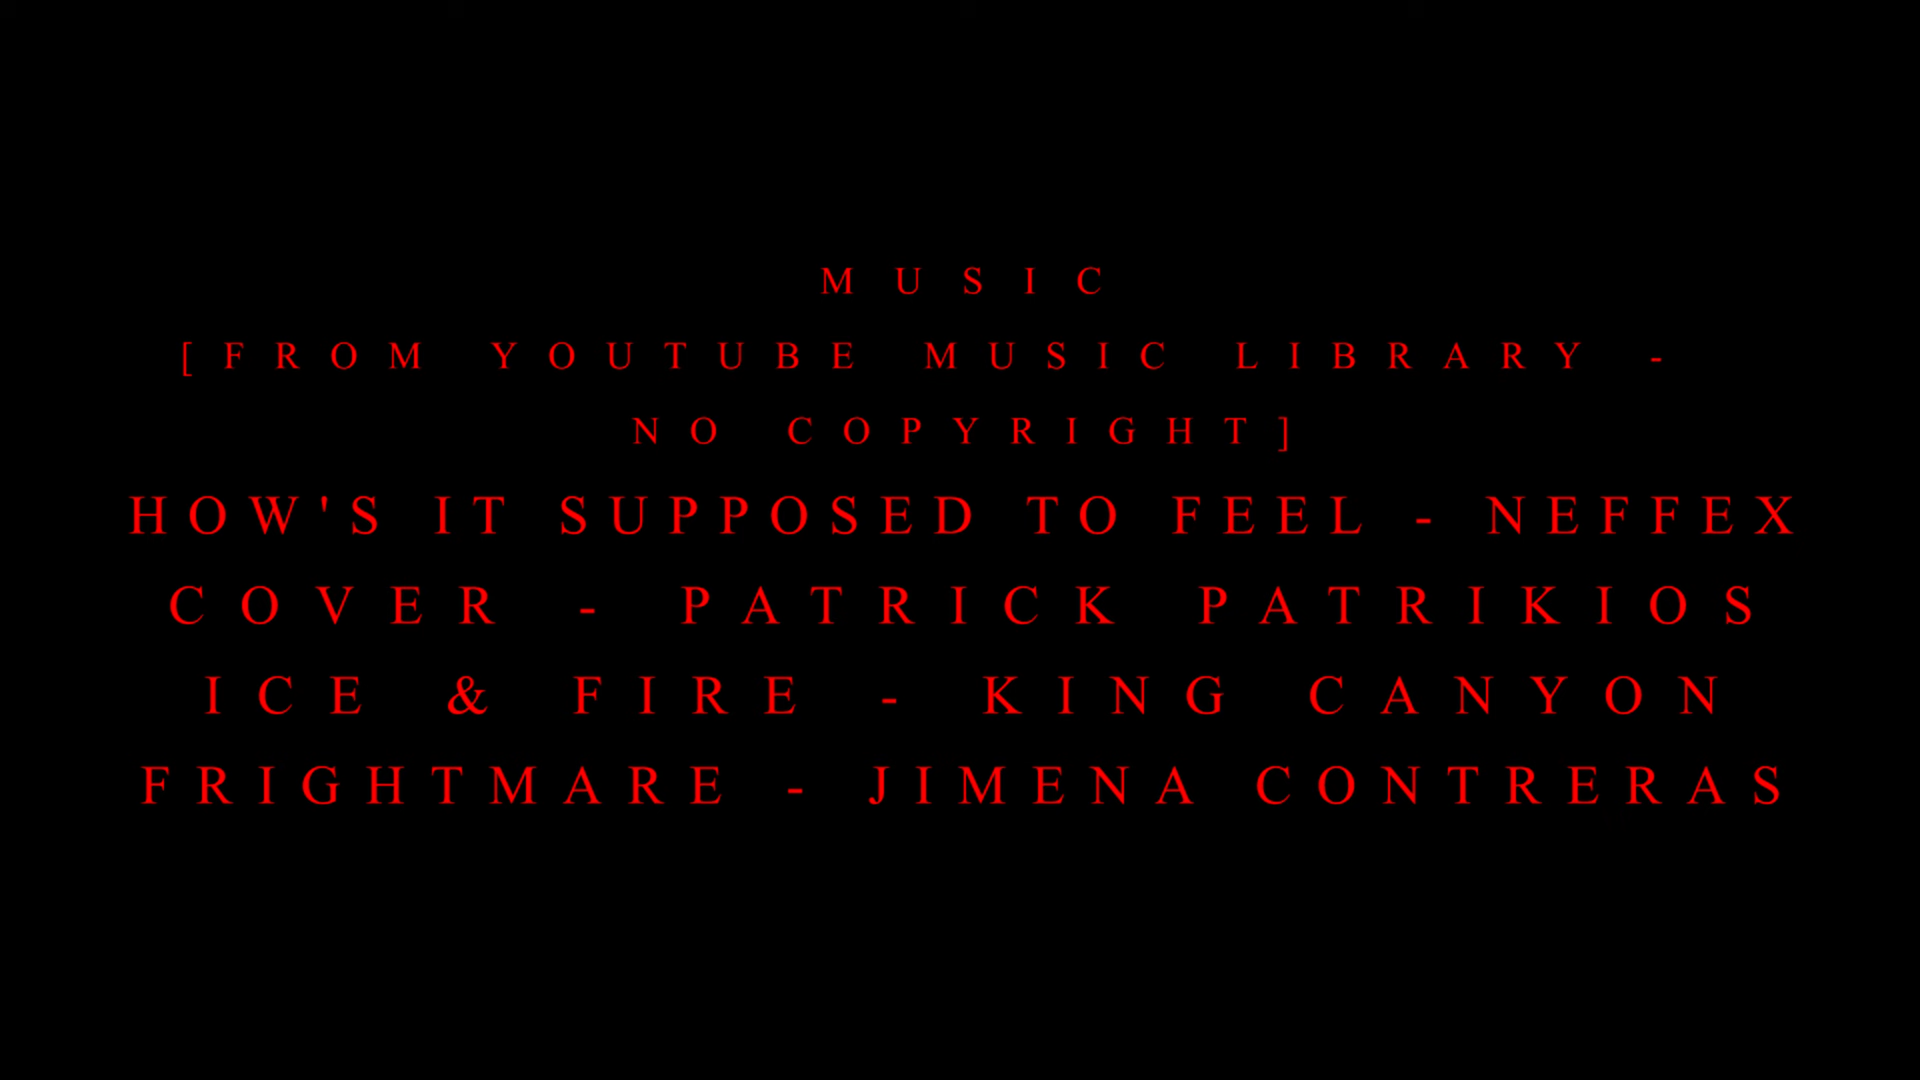 MUSIC
[FROM YOUTUBE MUSIC LIBRARY -
NO COPYRIGHT]
HOW'S IT SUPPOSED TO FEEL - NEFFEX
COVER - PATRICK PATRIKIOS
ICE & FIRE - KING CANYON
FRIGHTMARE - JIMENA CONTRERAS